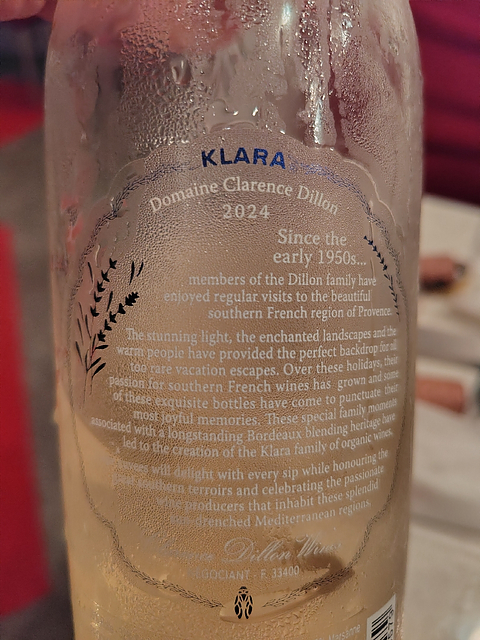 KLARA
Domaine Clarence Dillon
2024
Since the
early 1950s...
members of the Dillon family have
enjoyed regular visits to the beautiful
southern French region of Provence.
The stunning light, the enchanted landscapes and the
warm people have provided the perfect backdrop for all
too rare vacation escapes. Over these holidays, their
passion for southern French wines has grown and some
of these exquisite bottles have come to punctuate their
most joyful memories. These special family moments
associated with a longstanding Bordeaux blending heritage have
led to the creation of the Klara family of organic wines.
will delight with every sip while honouring the
southern terroirs and celebrating the passionate
wine producers that inhabit these splendid
drenched Mediterranean regions.
Dillon Wines
NÉGOCIANT - F. 33400